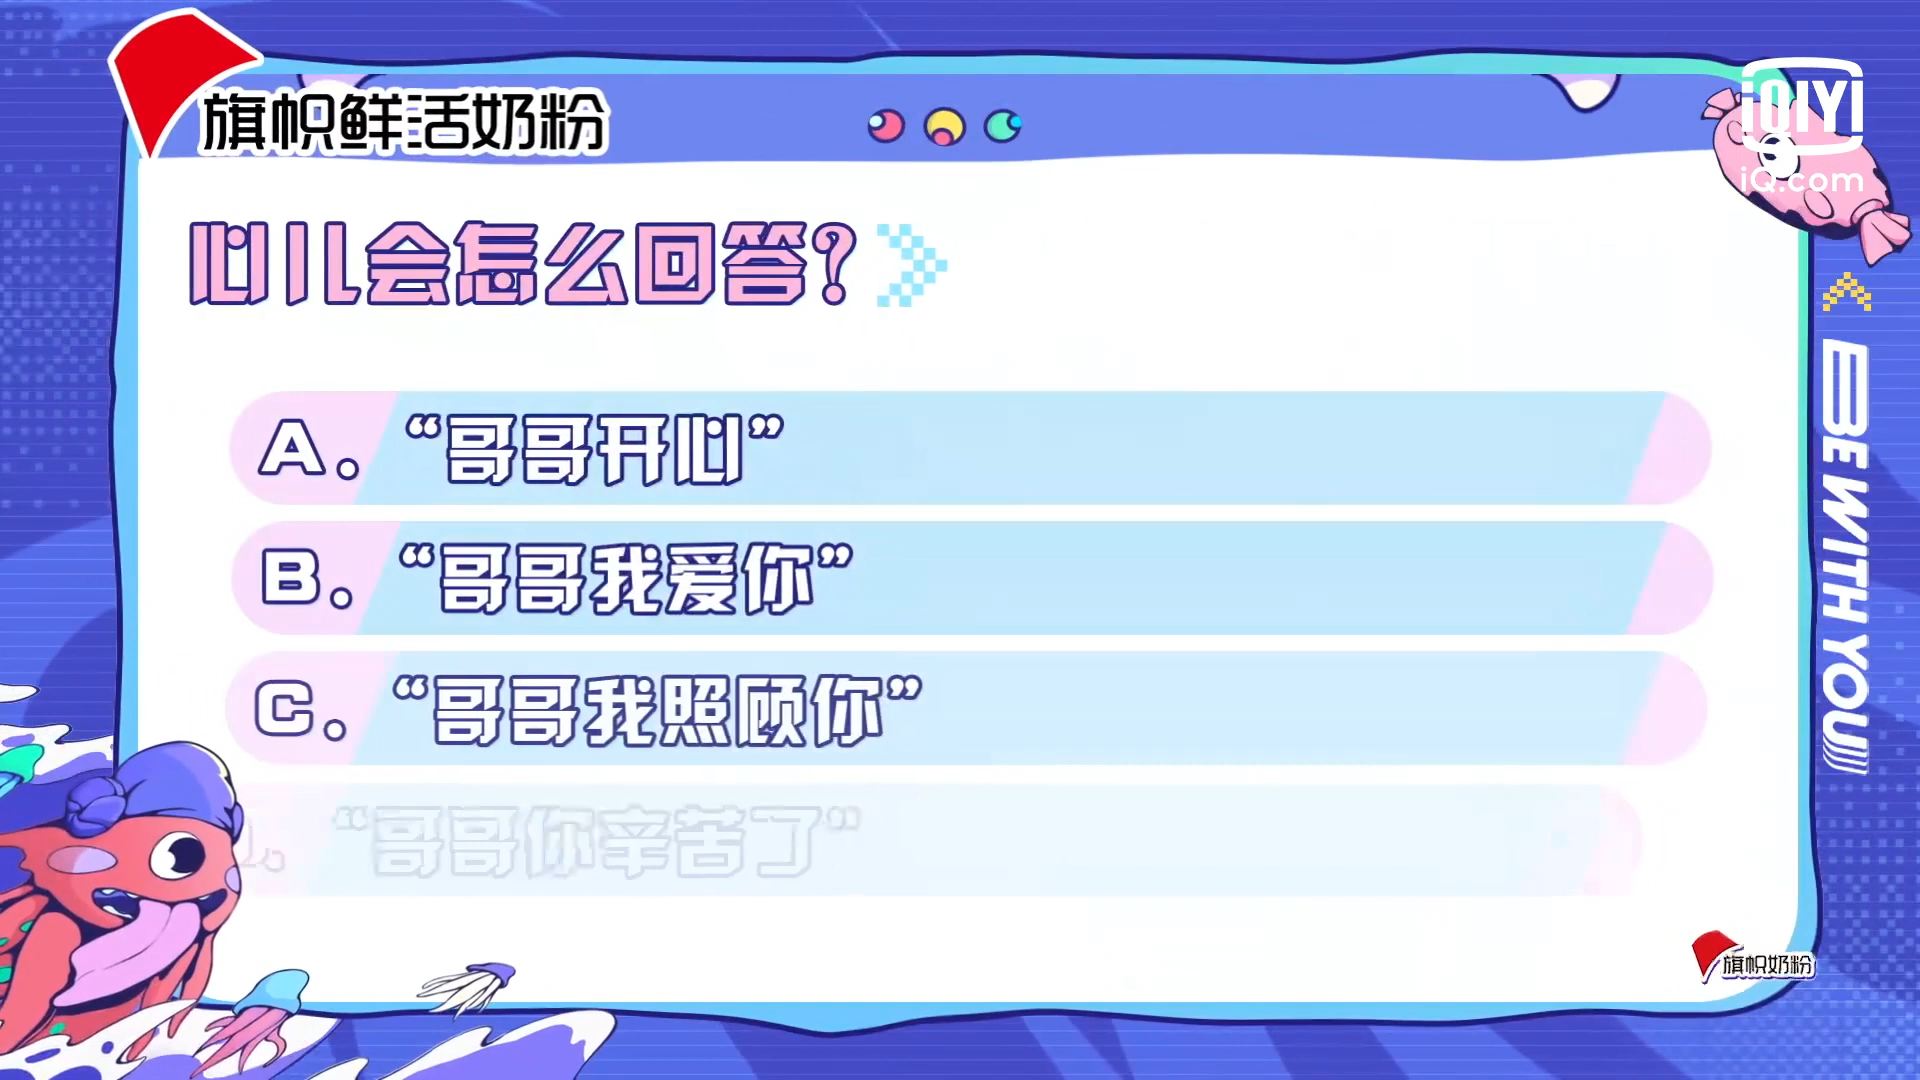 旗帜鲜活奶粉
iQIYI
iQ.com
心儿会怎么回答？
A. “哥哥开心”
B. “哥哥我爱你”
C. “哥哥我照顾你”
“哥哥你辛苦了”
BE WITH YOU
旗帜奶粉